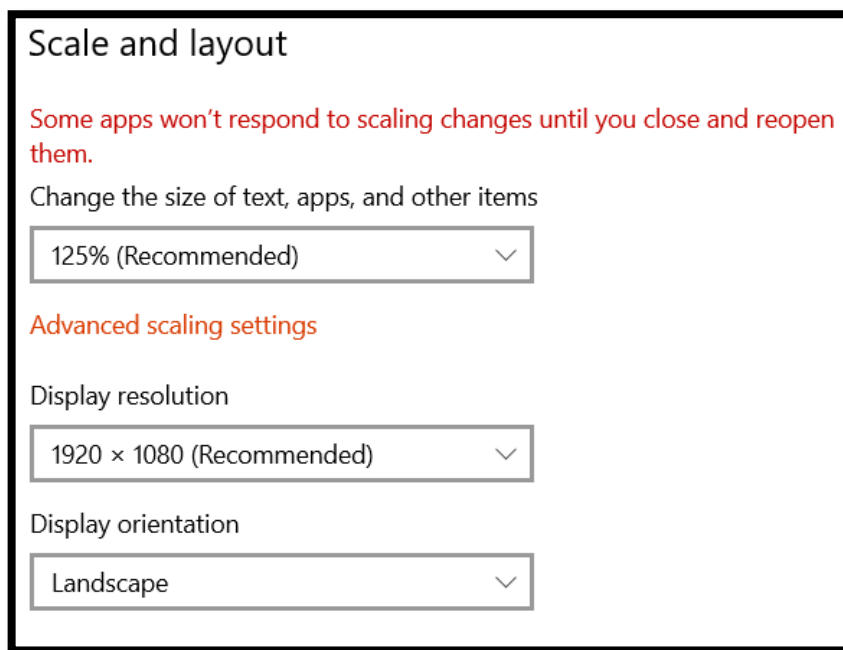 Scale and layout
Some apps won’t respond to scaling changes until you close and reopen
them.
Change the size of text, apps, and other items
125% (Recommended)
Advanced scaling settings
Display resolution
1920 × 1080 (Recommended)
Display orientation
Landscape